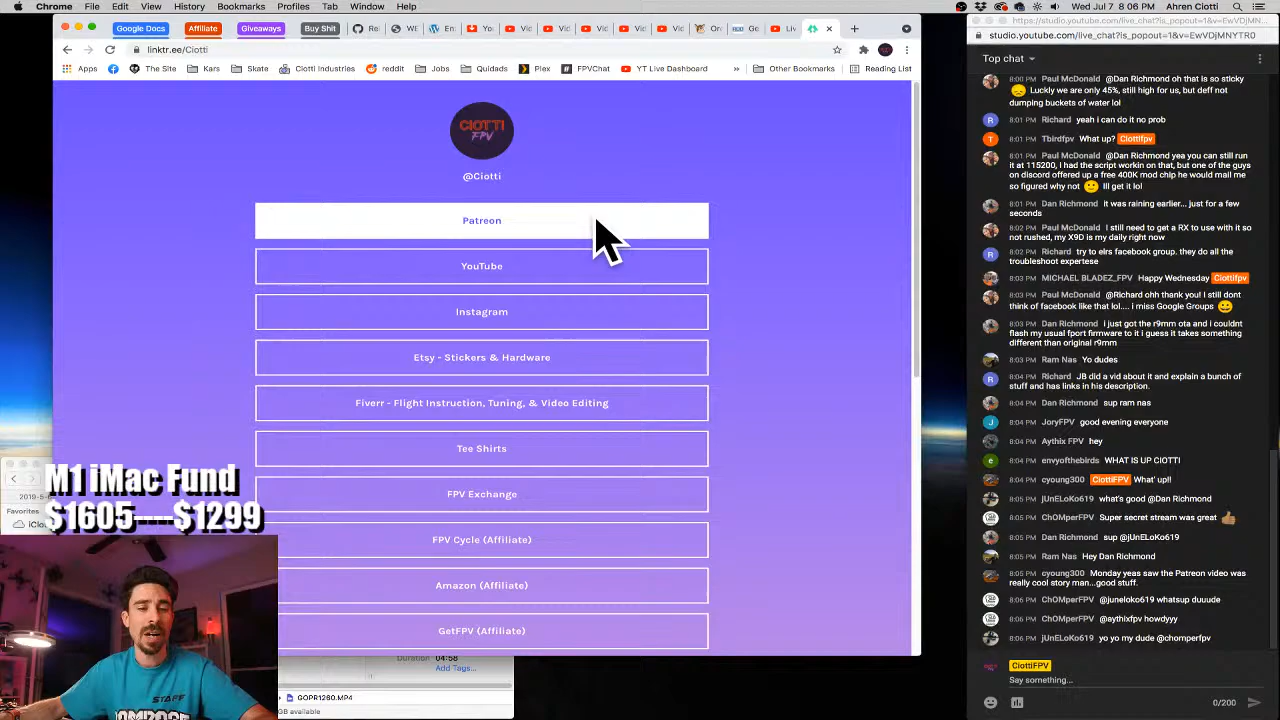 Chrome File Edit View History Bookmarks Profiles Tab Window Help
Wed Jul 7 8:06 PM Ahren Ciotti
Google Docs Affiliate Giveaways Buy Shit
linktr.ee/Ciotti
Apps The Site Kars Skate Ciotti Industries reddit Jobs Quidads Plex FPVChat YT Live Dashboard » Other Bookmarks Reading List
CIOTTI
FPV
@Ciotti
Patreon
YouTube
Instagram
Etsy - Stickers & Hardware
Fiverr - Flight Instruction, Tuning, & Video Editing
Tee Shirts
FPV Exchange
FPV Cycle (Affiliate)
Amazon (Affiliate)
GetFPV (Affiliate)
M1 iMac Fund
$1605----$1299
2019-5-
Favorites
STAFF
Duration 04:58
Add Tags...
GOPR1260.MP4
GB available
https://studio.youtube.com/live_chat?is_popout=1&v=EwVDjMNY
studio.youtube.com/live_chat?is_popout=1&v=EwVDjMNYTR0
Top chat
8:00 PM Paul McDonald @Dan Richmond oh that is so sticky
Luckly we are only 45%, still high for us, but deff not
dumping buckets of water lol
8:01 PM Richard yeah i can do it no prob
8:01 PM Tbirdfpv What up? Ciottifpv
8:01 PM Paul McDonald @Dan Richmond yea you can still run
it at 115200, I had the script workin on that, but one of the guys
on discord offered up a free 400K mod chip he would mail me
so figured why not Ill get it lol
8:01 PM Dan Richmond it was raining earlier... just for a few
seconds
8:02 PM Paul McDonald I still need to get a RX to use with it so
not rushed, my X9D is my daily right now
8:02 PM Richard try to elrs facebook group. they do all the
troubleshoot expertese
8:03 PM MICHAEL BLADEZ_FPV Happy Wednesday Ciottifpv
8:03 PM Paul McDonald @Richard ohh thank you! I still dont
think of facebook like that lol.... i miss Google Groups
8:03 PM Dan Richmond i just got the r9mm ota and I couldnt
flash my usual fport firmware to it i guess it takes something
different than original r9mm
8:03 PM Ram Nas Yo dudes
8:04 PM Richard JB did a vid about it and explain a bunch of
stuff and has links in his description.
8:04 PM Dan Richmond sup ram nas
8:04 PM JoryFPV good evening everyone
8:04 PM Aythix FPV hey
8:04 PM envyofthebirds WHAT IS UP CIOTTI
8:04 PM cyoung300 CiottiFPV What' up!!
8:05 PM jUnELoKo619 what's good @Dan Richmond
8:05 PM ChOMperFPV Super secret stream was great
8:05 PM Dan Richmond sup @jUnELoKo619
8:05 PM Ram Nas Hey Dan Richmond
8:05 PM cyoung300 Monday yeas saw the Patreon video was
really cool story man...good stuff.
8:06 PM ChOMperFPV @juneloko619 whatsup duuude
8:06 PM ChOMperFPV @aythixfpv howdyyy
8:06 PM jUnELoKo619 yo yo my dude @chomperfpv
CiottiFPV
Say something...
0/200